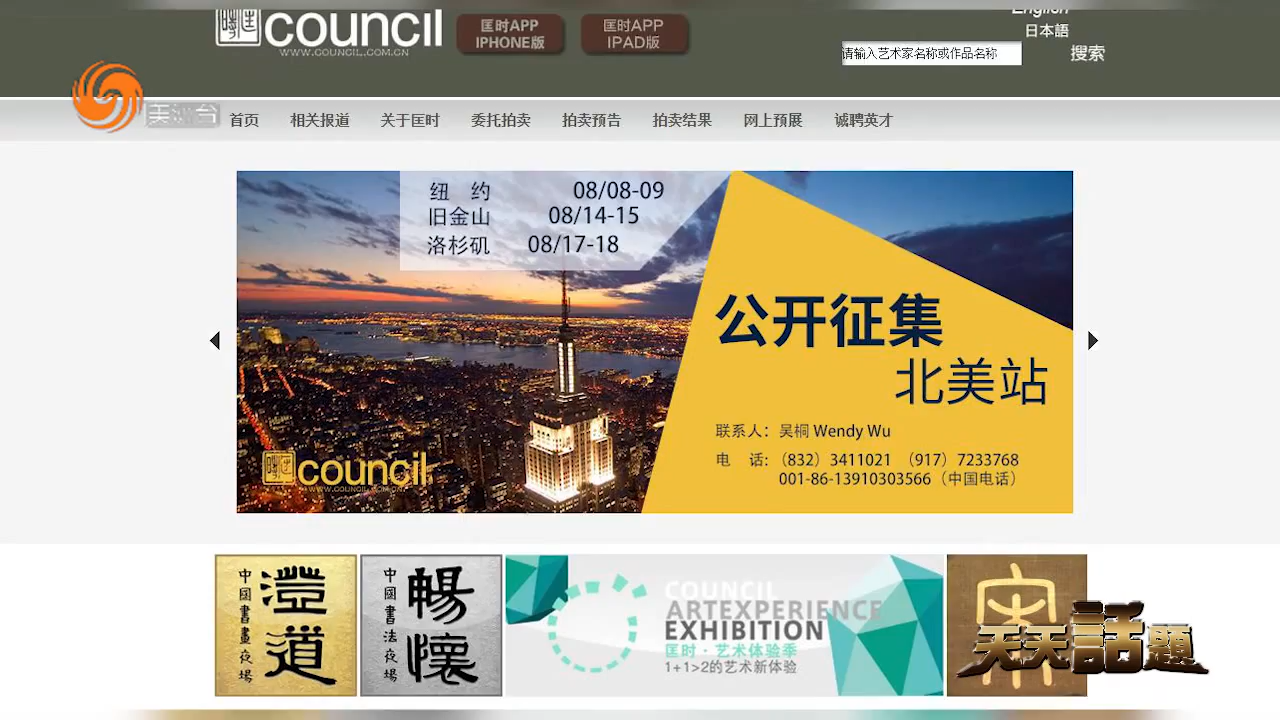 council
WWW.COUNCIL.COM.CN
匡时APP
IPHONE版
匡时APP
IPAD版
English
日本語
请输入艺术家名称或作品名称
搜索
美洲台
首页
相关报道
关于匡时
委托拍卖
拍卖预告
拍卖结果
网上预展
诚聘英才
纽 约 08/08-09
旧金山 08/14-15
洛杉矶 08/17-18
公开征集
北美站
联系人：吴桐 Wendy Wu
电 话:（832）3411021 （917）7233768
001-86-13910303566（中国电话）
council
WWW.COUNCIL.COM.CN
中國書畫夜場
澄道
中國書法夜場
暢懷
COUNCIL
ARTEXPERIENCE
EXHIBITION
匡时·艺术体验季
1+1>2的艺术新体验
天天話題